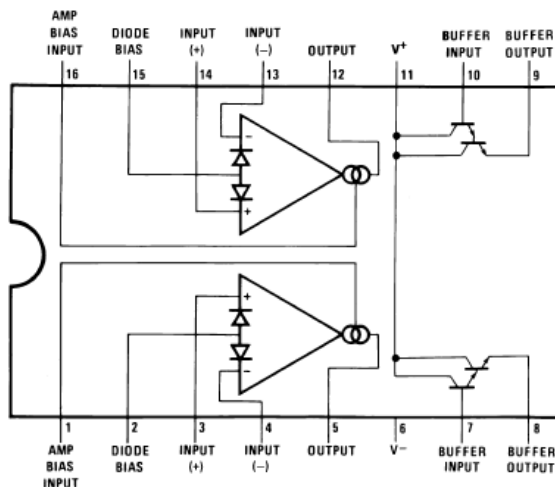 AMP
BIAS
INPUT
DIODE
BIAS
INPUT
(+)
INPUT
(−)
OUTPUT
V+
BUFFER
INPUT
BUFFER
OUTPUT
16 15 14 13 12 11 10 9
−
+
+
−
1 2 3 4 5 6 7 8
AMP
BIAS
INPUT
DIODE
BIAS
INPUT
(+)
INPUT
(−)
OUTPUT
V−
BUFFER
INPUT
BUFFER
OUTPUT